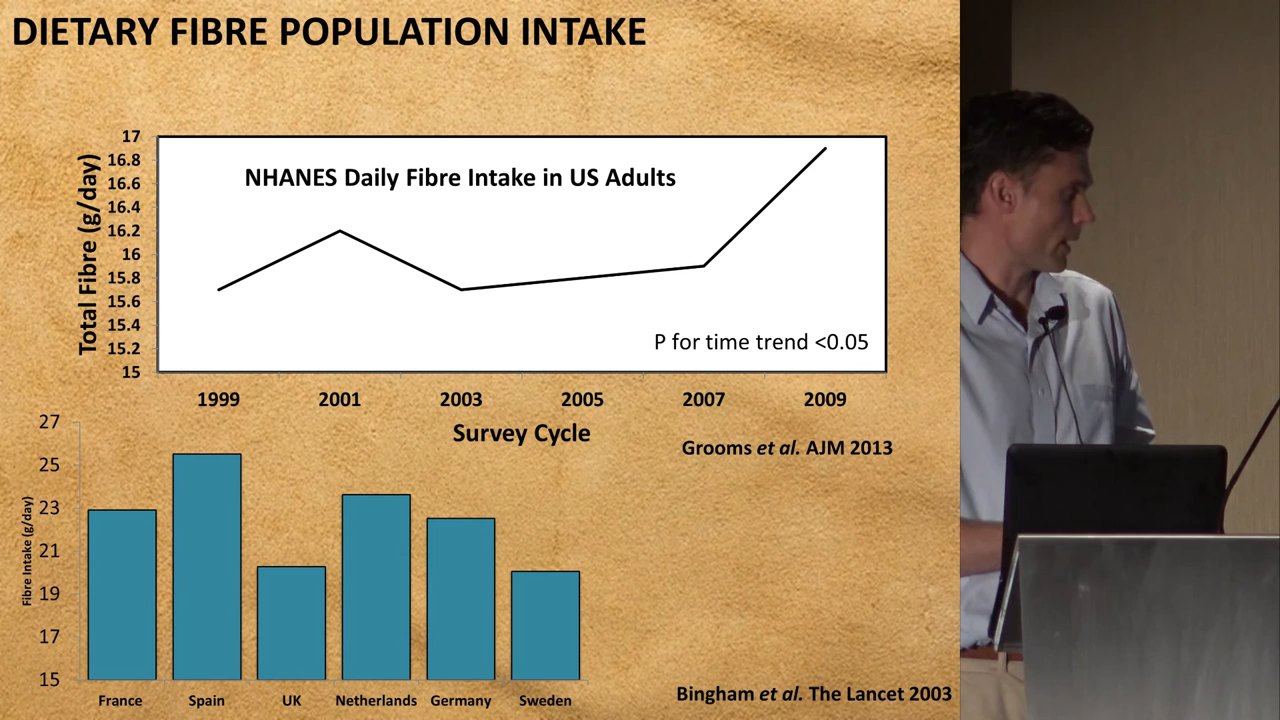 DIETARY FIBRE POPULATION INTAKE
17
16.8
16.6
16.4
16.2
16
15.8
15.6
15.4
15.2
15
Total Fibre (g/day)
NHANES Daily Fibre Intake in US Adults
P for time trend <0.05
1999 2001 2003 2005 2007 2009
Survey Cycle
Grooms et al. AJM 2013
27
25
23
21
19
17
15
Fibre Intake (g/day)
France Spain UK Netherlands Germany Sweden
Bingham et al. The Lancet 2003